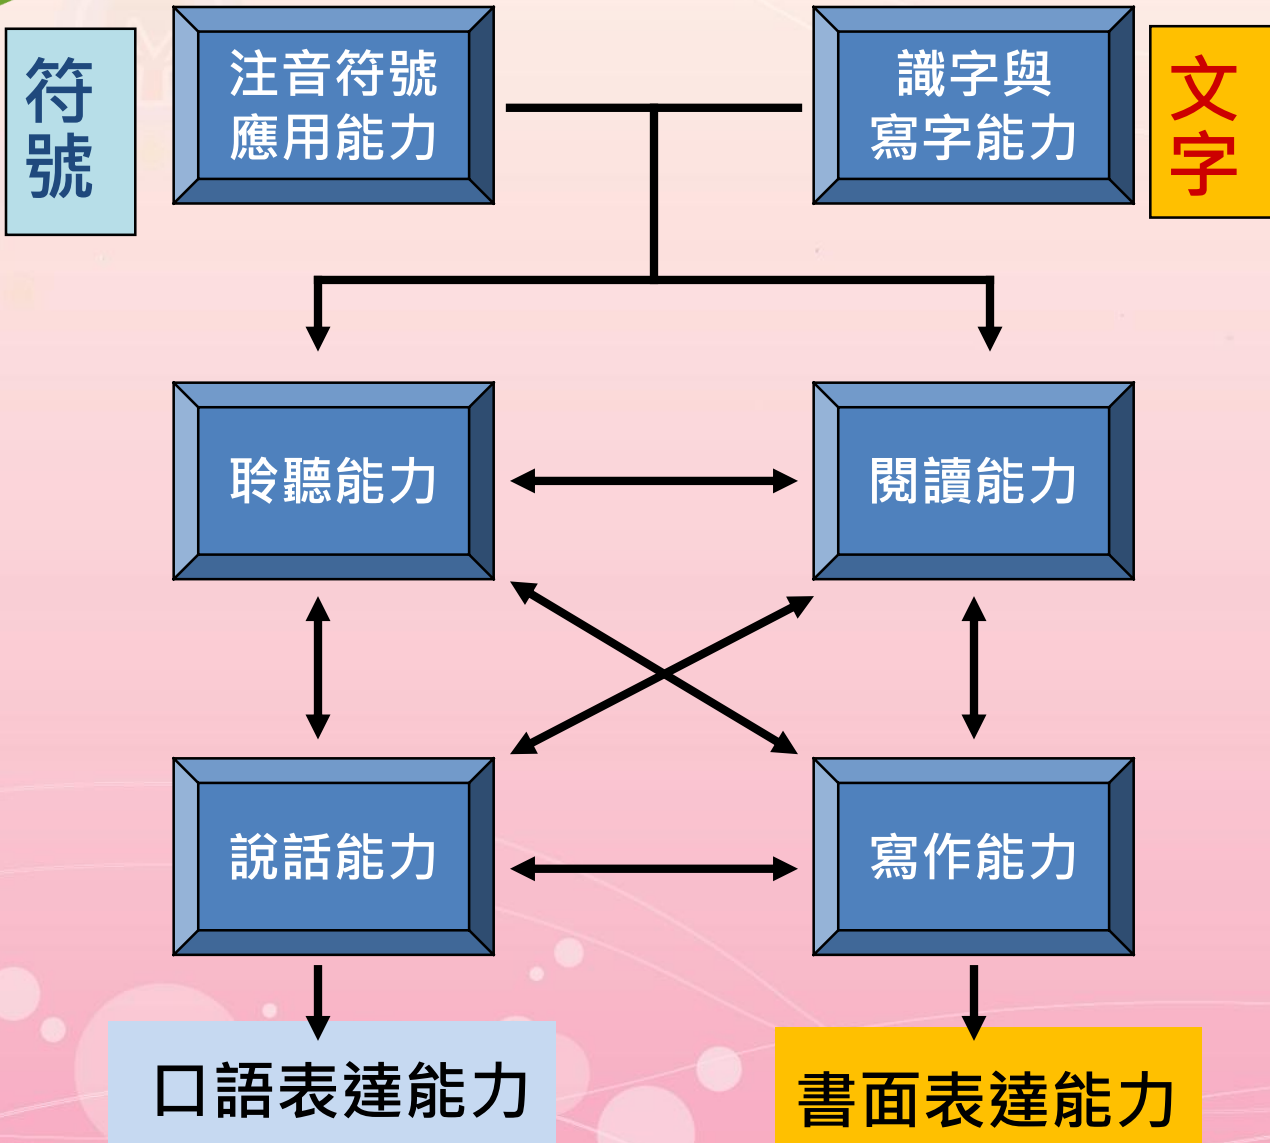 符
號
注音符號
應用能力
識字與
寫字能力
文
字
聆聽能力
閱讀能力
說話能力
寫作能力
口語表達能力
書面表達能力